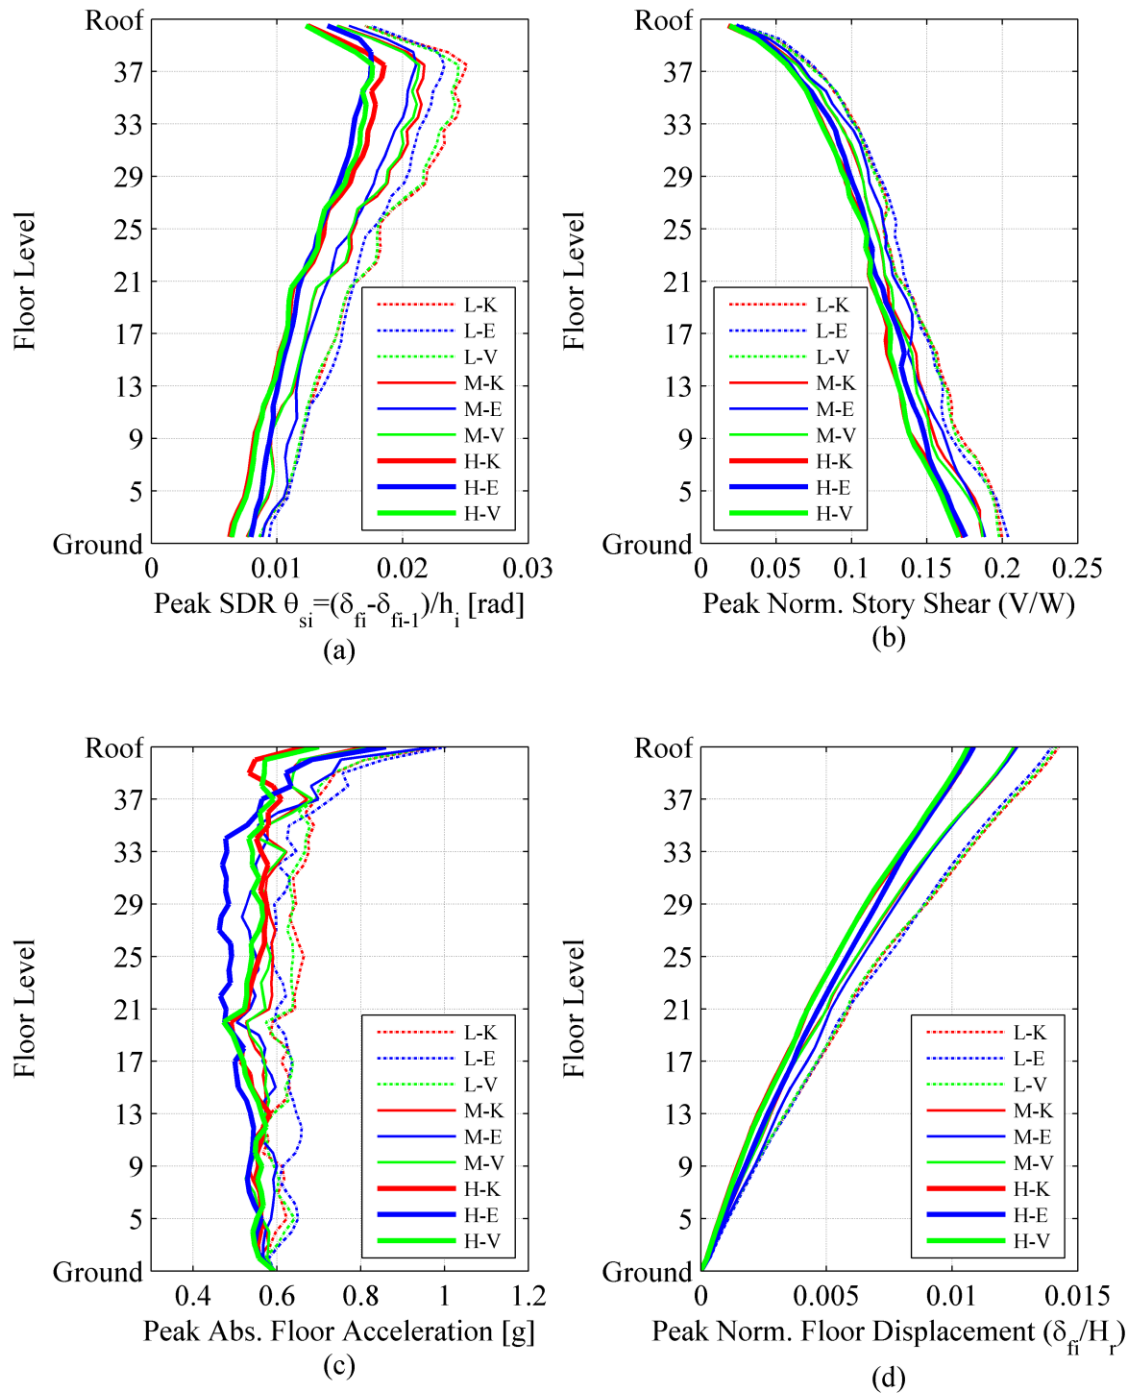 Roof
37
33
29
25
21
17
13
9
5
Ground
Floor Level
L-K
L-E
L-V
M-K
M-E
M-V
H-K
H-E
H-V
0 0.01 0.02 0.03
Peak SDR θsi=(δfi-δfi-1)/hi [rad]
(a)
Roof
37
33
29
25
21
17
13
9
5
Ground
Floor Level
L-K
L-E
L-V
M-K
M-E
M-V
H-K
H-E
H-V
0 0.05 0.1 0.15 0.2 0.25
Peak Norm. Story Shear (V/W)
(b)
Roof
37
33
29
25
21
17
13
9
5
Ground
Floor Level
L-K
L-E
L-V
M-K
M-E
M-V
H-K
H-E
H-V
0.4 0.6 0.8 1 1.2
Peak Abs. Floor Acceleration [g]
(c)
Roof
37
33
29
25
21
17
13
9
5
Ground
Floor Level
L-K
L-E
L-V
M-K
M-E
M-V
H-K
H-E
H-V
0 0.005 0.01 0.015
Peak Norm. Floor Displacement (δfi/Hr)
(d)